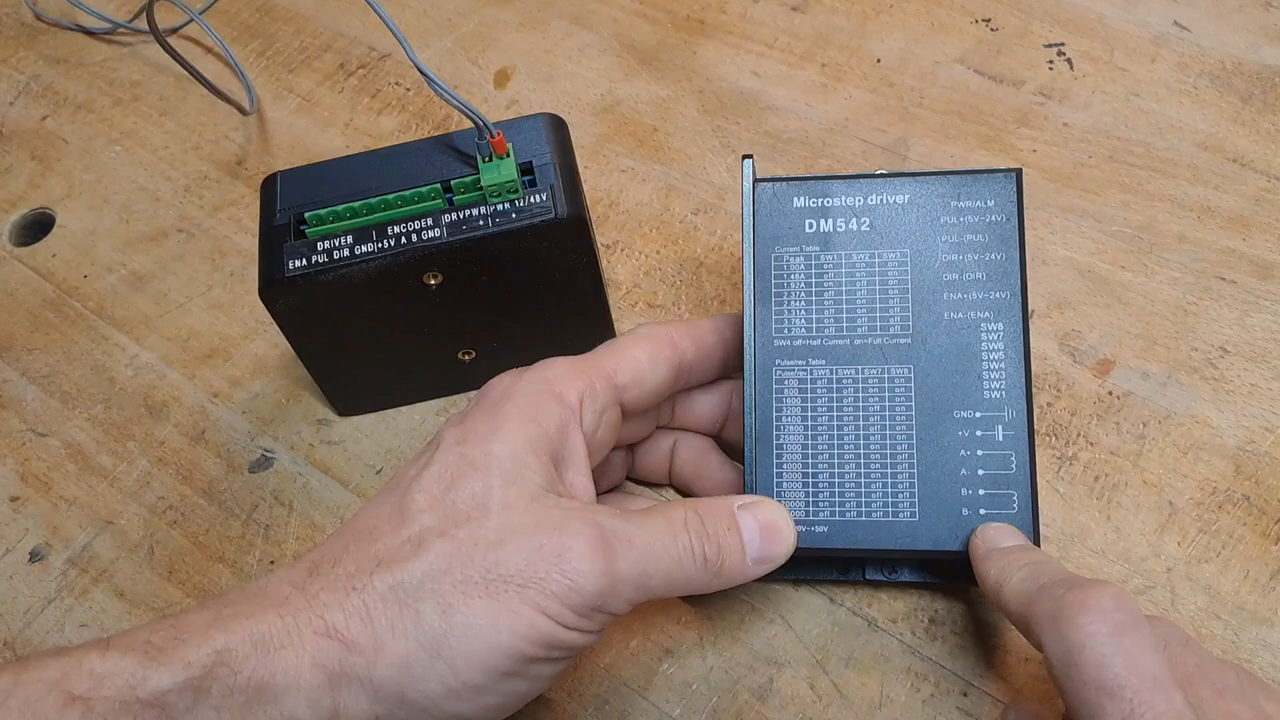 DRIVER | ENCODER |DRVPWR|PWR 12/48V
ENA PUL DIR GND|+5V A B GND| - + | - +
Microstep driver
DM542
Current Table
Peak SW1 SW2 SW3
1.00A on on on
1.46A off on on
1.92A on off on
2.37A off off on
2.84A on on off
3.31A off on off
3.76A on off off
4.20A off off off
SW4:off=Half Current ,on=Full Current
Pulse/rev Table
Pulse/rev SW5 SW6 SW7 SW8
400 off on on on
800 on off on on
1600 off off on on
3200 on on off on
6400 off on off on
12800 on off off on
25600 off off off on
1000 on on on off
2000 off on on off
4000 on off on off
5000 off off on off
8000 on on off off
10000 off on off off
20000 on off off off
000 off off off off
0V~+50V
PWR/ALM
PUL+(5V~24V)
PUL-(PUL)
DIR+(5V~24V)
DIR-(DIR)
ENA+(5V~24V)
ENA-(ENA)
SW8
SW7
SW6
SW5
SW4
SW3
SW2
SW1
GND
+V
A+
A-
B+
B-